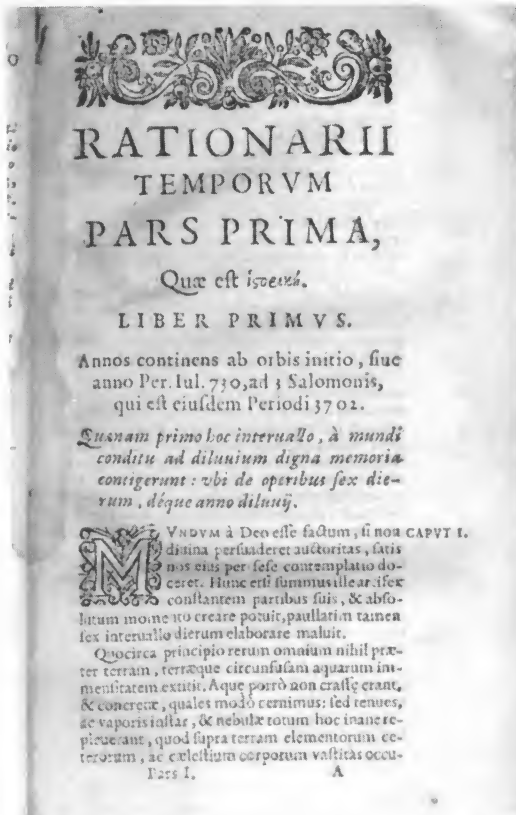 RATIONARII
TEMPORVM
PARS PRIMA,
Quæ est ἱϛορικὴ.
LIBER PRIMVS.
Annos continens ab orbis initio, siue
anno Per. Iul. 730, ad 3 Salomonis,
qui est eiusdem Periodi 3702.
Quænam primo hoc interuallo, à mundi
conditu ad diluuium digna memoria
contigerunt : vbi de operibus sex die-
rum, déque anno diluuij.
CAPVT I.
MVNDVM à Deo esse factum, si non
diuina persuaderet auctoritas, satis
nos eius per sese contemplatio do-
ceret. Hunc etsi summus ille artifex
constantem partibus suis, & abso-
lutum momento creare potuit, paullatim tamen
sex interuallo dierum elaborare maluit.
Quocirca principio rerum omnium nihil præ-
ter terram, terræque circunfusam aquarum im-
mensitatem extitit. Aquæ porrò non crassæ erant,
& concretæ, quales modò cernimus: sed tenues,
ac vaporis instar, & nebulæ totum hoc inane re-
pleuerant, quod supra terram elementorum ce-
terorum, ac cælestium corporum vastitas occu-
Pars I. A